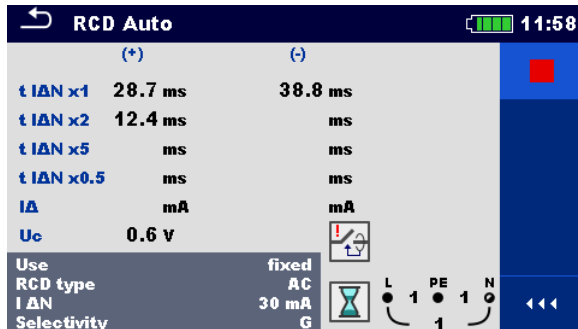 RCD Auto 11:58
(+) (-)
t IΔN x1 28.7 ms 38.8 ms
t IΔN x2 12.4 ms ms
t IΔN x5 ms ms
t IΔN x0.5 ms ms
IΔ mA mA
Uc 0.6 V
Use fixed
RCD type AC
I ΔN 30 mA
Selectivity G
L PE N
1 1
1